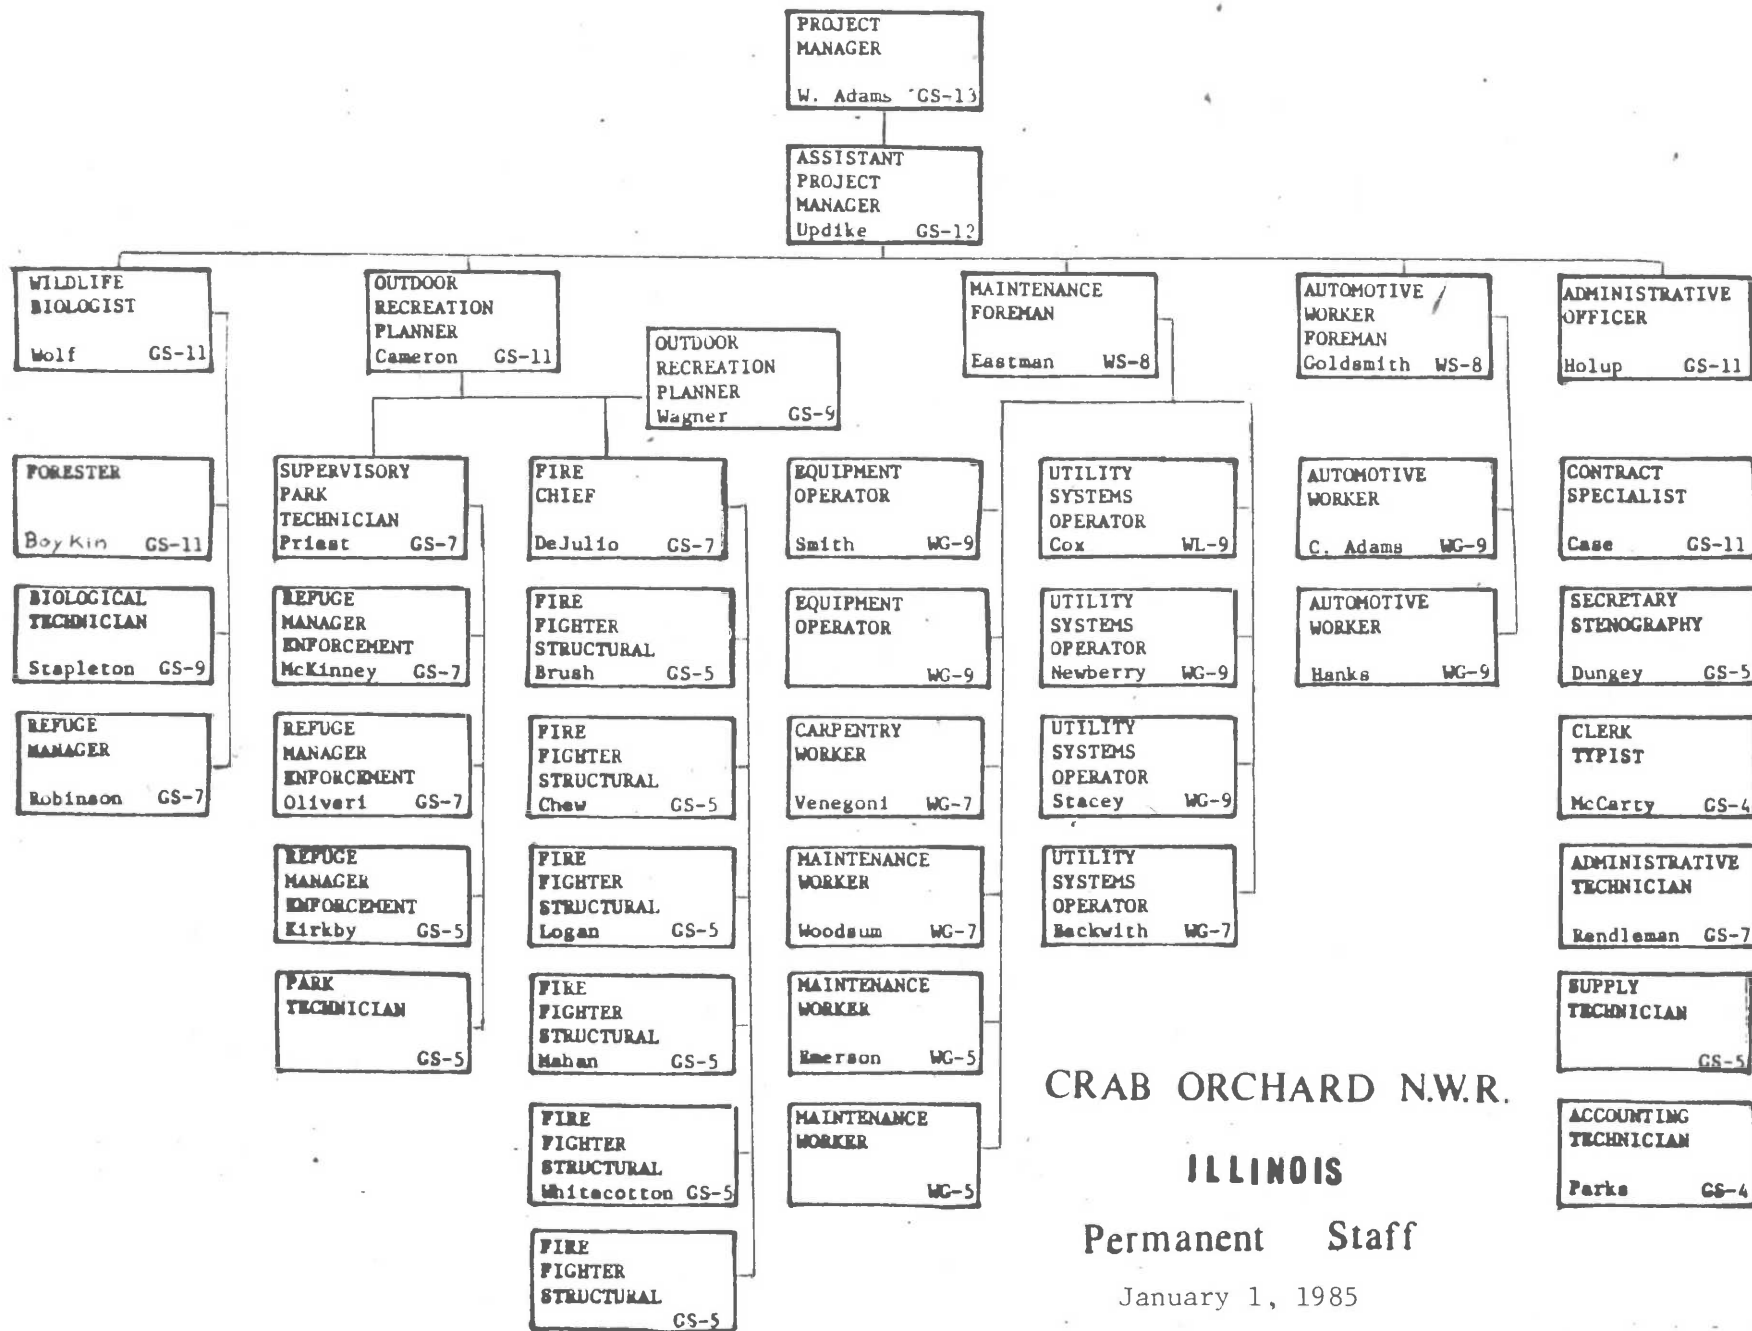 PROJECT
MANAGER
W. Adams GS-13
ASSISTANT
PROJECT
MANAGER
Updike GS-12
WILDLIFE
BIOLOGIST
Wolf GS-11
OUTDOOR
RECREATION
PLANNER
Cameron GS-11
OUTDOOR
RECREATION
PLANNER
Wagner GS-9
MAINTENANCE
FOREMAN
Eastman WS-8
AUTOMOTIVE
WORKER
FOREMAN
Goldsmith WS-8
ADMINISTRATIVE
OFFICER
Holup GS-11
FORESTER
Boykin GS-11
BIOLOGICAL
TECHNICIAN
Stapleton GS-9
REFUGE
MANAGER
Robinson GS-7
SUPERVISORY
PARK
TECHNICIAN
Priest GS-7
REFUGE
MANAGER
ENFORCEMENT
McKinney GS-7
REFUGE
MANAGER
ENFORCEMENT
Oliveri GS-7
REFUGE
MANAGER
ENFORCEMENT
Kirkby GS-5
PARK
TECHNICIAN
GS-5
FIRE
CHIEF
DeJulio GS-7
FIRE
FIGHTER
STRUCTURAL
Brush GS-5
FIRE
FIGHTER
STRUCTURAL
Chew GS-5
FIRE
FIGHTER
STRUCTURAL
Logan GS-5
FIRE
FIGHTER
STRUCTURAL
Mahan GS-5
FIRE
FIGHTER
STRUCTURAL
Whitacotton GS-5
FIRE
FIGHTER
STRUCTURAL
GS-5
EQUIPMENT
OPERATOR
Smith WG-9
EQUIPMENT
OPERATOR
WG-9
CARPENTRY
WORKER
Venegoni WG-7
MAINTENANCE
WORKER
Woodsum WG-7
MAINTENANCE
WORKER
Emerson WG-5
MAINTENANCE
WORKER
WG-5
UTILITY
SYSTEMS
OPERATOR
Cox WL-9
UTILITY
SYSTEMS
OPERATOR
Newberry WG-9
UTILITY
SYSTEMS
OPERATOR
Stacey WG-9
UTILITY
SYSTEMS
OPERATOR
Beckwith WG-7
AUTOMOTIVE
WORKER
C. Adams WG-9
AUTOMOTIVE
WORKER
Hanks WG-9
CONTRACT
SPECIALIST
Case GS-11
SECRETARY
STENOGRAPHY
Dungey GS-5
CLERK
TYPIST
McCarty GS-4
ADMINISTRATIVE
TECHNICIAN
Rendleman GS-7
SUPPLY
TECHNICIAN
GS-5
ACCOUNTING
TECHNICIAN
Parks GS-4
CRAB ORCHARD N.W.R.
ILLINOIS
Permanent Staff
January 1, 1985